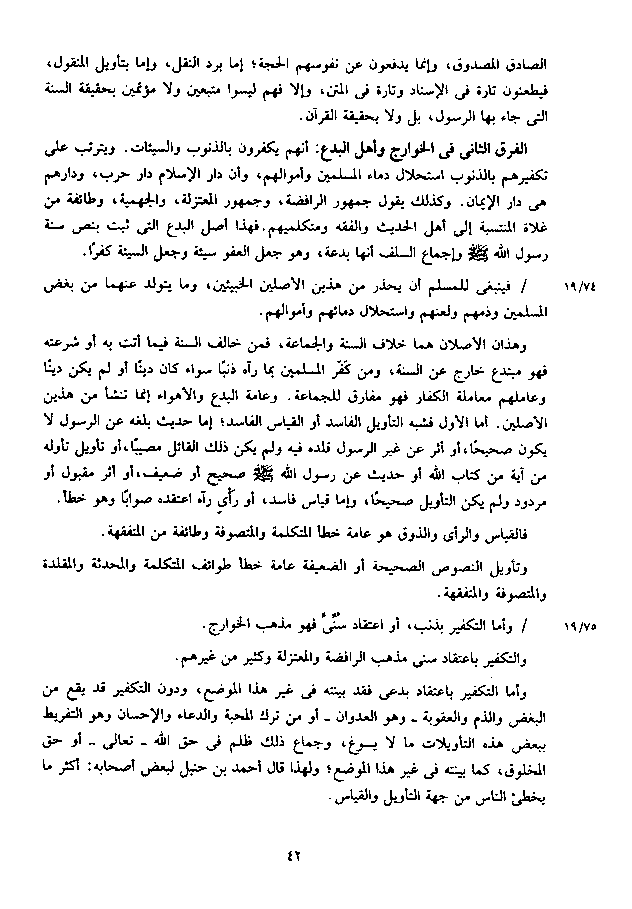 الصادق المصدوق، وإنما يدفعون عن نفوسهم الحجة؛ إما برد النقل، وإما بتأويل المنقول،
فيطعنون تارة فى الإسناد وتارة فى المتن، وإلا فهم ليسوا متبعين ولا مؤتمين بحقيقة السنة
التى جاء بها الرسول، بل ولا بحقيقة القرآن.
الفرق الثانى فى الخوارج وأهل البدع: أنهم يكفرون بالذنوب والسيئات. ويترتب على
تكفيرهم بالذنوب استحلال دماء المسلمين وأموالهم، وأن دار الإسلام دار حرب، ودارهم
هى دار الإيمان. وكذلك يقول جمهور الرافضة، وجمهور المعتزلة، والجهمية، وطائفة من
غلاة المنتسبة إلى أهل الحديث والفقه ومتكلميهم. فهذا أصل البدع التى ثبت بنص سنة
رسول الله ﷺ وإجماع السلف أنها بدعة، وهو جعل العفو سيئة وجعل السيئة كفرًا.
١٩/٧٤ / فينبغى للمسلم أن يحذر من هذين الأصلين الخبيثين، وما يتولد عنهما من بغض
المسلمين وذمهم ولعنهم واستحلال دمائهم وأموالهم.
وهذان الأصلان هما خلاف السنة والجماعة، فمن خالف السنة فيما أتت به أو شرعته
فهو مبتدع خارج عن السنة، ومن كَفّر المسلمين بما رآه ذنبًا سواء كان دينًا أو لم يكن دينًا
وعاملهم معاملة الكفار فهو مفارق للجماعة. وعامة البدع والأهواء إنما تنشأ من هذين
الأصلين. أما الأول فشبه التأويل الفاسد أو القياس الفاسد؛ إما حديث بلغه عن الرسول لا
يكون صحيحًا، أو أثر عن غير الرسول قلده فيه ولم يكن ذلك القائل مصيبًا، أو تأويل تأوله
من آية من كتاب الله أو حديث عن رسول الله ﷺ صحيح أو ضعيف، أو أثر مقبول أو
مردود ولم يكن التأويل صحيحًا، وإما قياس فاسد، أو رأى رآه اعتقده صوابًا وهو خطأ.
فالقياس والرأى والذوق هو عامة خطأ المتكلمة والمتصوفة وطائفة من المتفقهة.
وتأويل النصوص الصحيحة أو الضعيفة عامة خطأ طوائف المتكلمة والمحدثة والمقلدة
والمتصوفة والمتفقهة.
١٩/٧٥ / وأما التكفير بذنب، أو اعتقاد سُنِّىّ فهو مذهب الخوارج.
والتكفير باعتقاد سنى مذهب الرافضة والمعتزلة وكثير من غيرهم.
وأما التكفير باعتقاد بدعى فقد بينته فى غير هذا الموضع، ودون التكفير قد يقع من
البغض والذم والعقوبة ـ وهو العدوان ـ أو من ترك المحبة والدعاء والإحسان وهو التفريط
ببعض هذه التأويلات ما لا يسوغ، وجماع ذلك ظلم فى حق الله ـ تعالى ـ أو حق
المخلوق، كما بينته فى غير هذا الموضع؛ ولهذا قال أحمد بن حنبل لبعض أصحابه: أكثر ما
يخطئ الناس من جهة التأويل والقياس.
٤٢